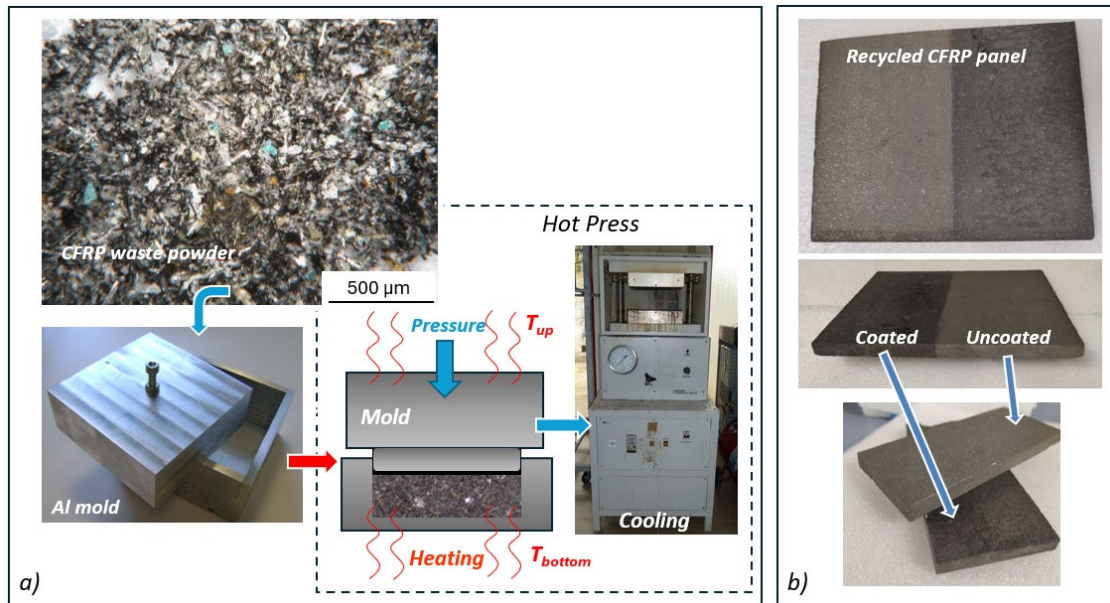 CFRP waste powder
500 µm
Al mold
Hot Press
Pressure
T_up
Mold
Heating
T_bottom
Cooling
a)
Recycled CFRP panel
Coated
Uncoated
b)